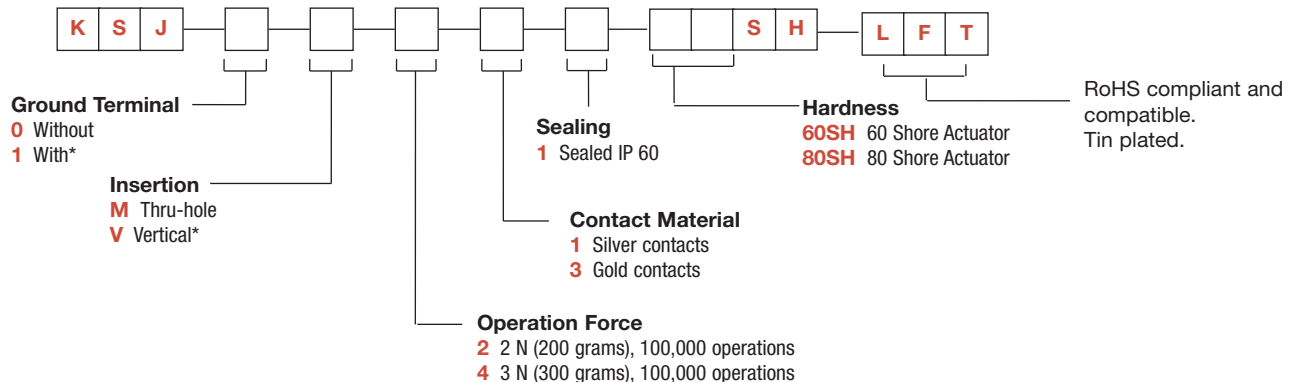 K S J S H L F T
Ground Terminal
0 Without
1 With*
Insertion
M Thru-hole
V Vertical*
Operation Force
2 2 N (200 grams), 100,000 operations
4 3 N (300 grams), 100,000 operations
Contact Material
1 Silver contacts
3 Gold contacts
Sealing
1 Sealed IP 60
Hardness
60SH 60 Shore Actuator
80SH 80 Shore Actuator
RoHS compliant and
compatible.
Tin plated.